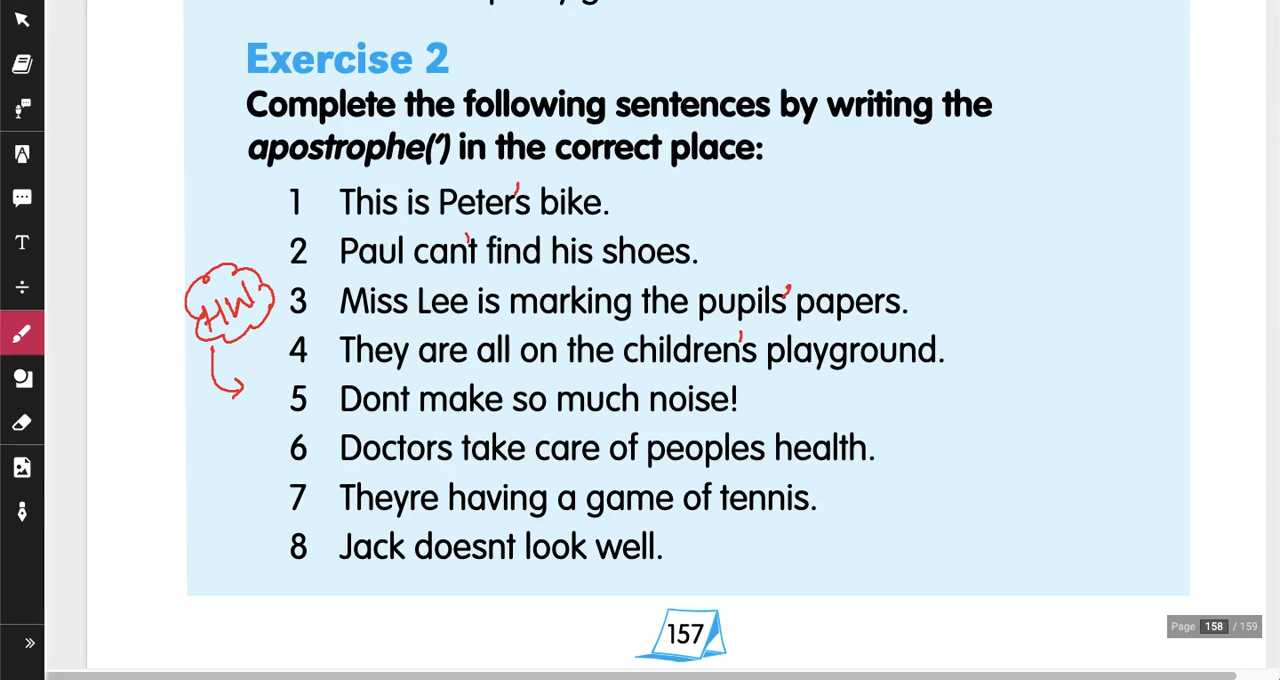 Exercise 2
Complete the following sentences by writing the
apostrophe(') in the correct place:
1 This is Peter's bike.
2 Paul can't find his shoes.
HW
3 Miss Lee is marking the pupils' papers.
4 They are all on the children's playground.
5 Dont make so much noise!
6 Doctors take care of peoples health.
7 Theyre having a game of tennis.
8 Jack doesnt look well.
157
Page 158 / 159